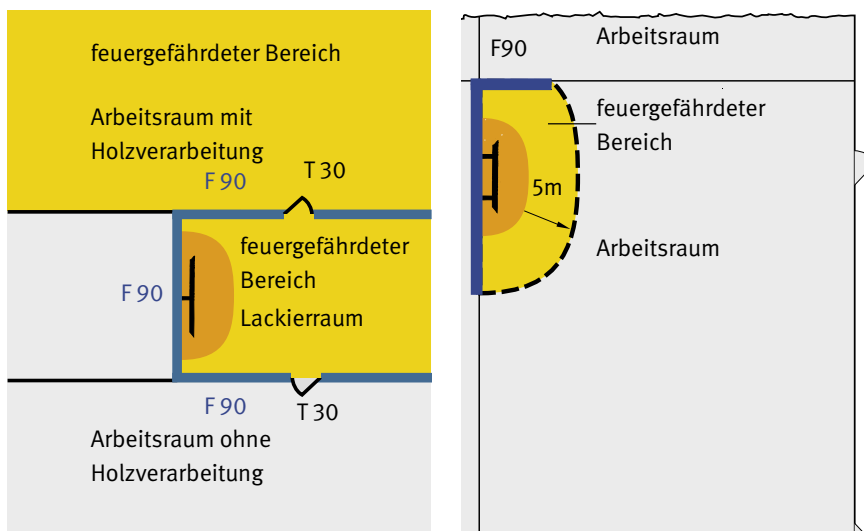 feuergefährdeter Bereich
Arbeitsraum mit
Holzverarbeitung
F 90
T 30
feuergefährdeter
Bereich
Lackierraum
F 90
F 90
T 30
Arbeitsraum ohne
Holzverarbeitung
F90
Arbeitsraum
feuergefährdeter
Bereich
5m
Arbeitsraum